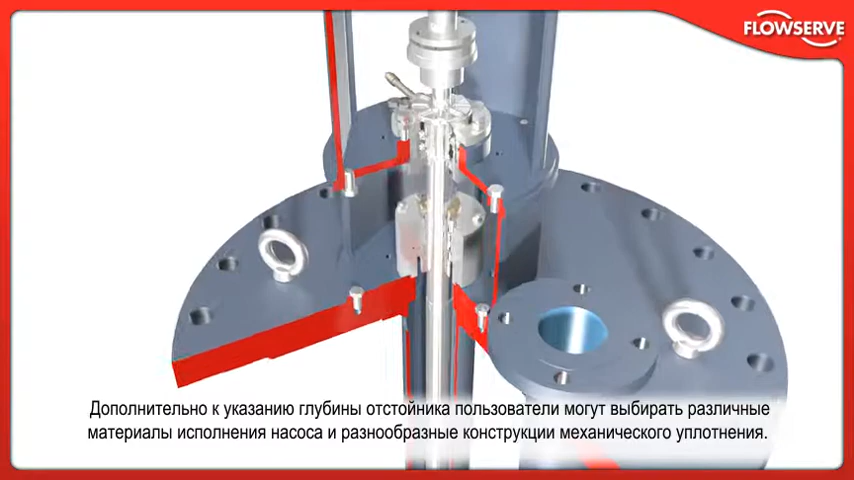 FLOWSERVE
Дополнительно к указанию глубины отстойника пользователи могут выбирать различные
материалы исполнения насоса и разнообразные конструкции механического уплотнения.